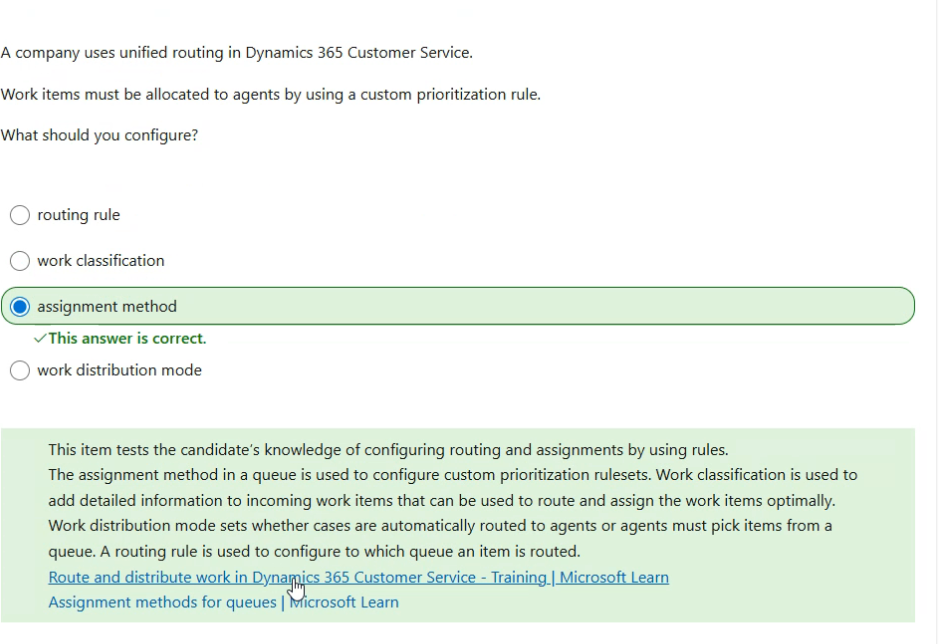 A company uses unified routing in Dynamics 365 Customer Service.
Work items must be allocated to agents by using a custom prioritization rule.
What should you configure?
routing rule
work classification
assignment method
✓This answer is correct.
work distribution mode
This item tests the candidate's knowledge of configuring routing and assignments by using rules.
The assignment method in a queue is used to configure custom prioritization rulesets. Work classification is used to
add detailed information to incoming work items that can be used to route and assign the work items optimally.
Work distribution mode sets whether cases are automatically routed to agents or agents must pick items from a
queue. A routing rule is used to configure to which queue an item is routed.
Route and distribute work in Dynamics 365 Customer Service - Training | Microsoft Learn
Assignment methods for queues | Microsoft Learn